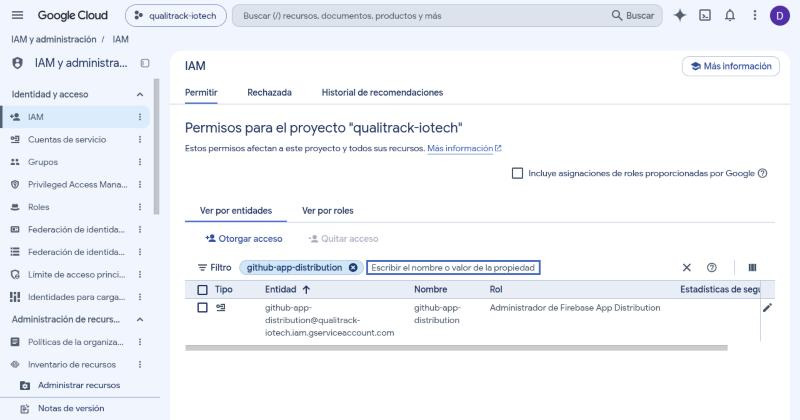 Google Cloud
qualitrack-iotech
Buscar (/) recursos, documentos, productos y más
Buscar
D
IAM y administración / IAM
IAM y administra...
Identidad y acceso
IAM
Cuentas de servicio
Grupos
Privileged Access Mana...
Roles
Federación de identida...
Federación de identida...
Límite de acceso princi...
Identidades para carga...
Administración de recurs...
Políticas de la organiza...
Inventario de recursos
Administrar recursos
Notas de versión
IAM
Más información
Permitir
Rechazada
Historial de recomendaciones
Permisos para el proyecto "qualitrack-iotech"
Estos permisos afectan a este proyecto y todos sus recursos. Más información
Incluye asignaciones de roles proporcionadas por Google
Ver por entidades
Ver por roles
Otorgar acceso
Quitar acceso
Filtro
github-app-distribution
Escribir el nombre o valor de la propiedad
Tipo
Entidad
Nombre
Rol
Estadísticas de segu
github-app-
distribution@qualitrack-
iotech.iam.gserviceaccount.com
github-app-
distribution
Administrador de Firebase App Distribution